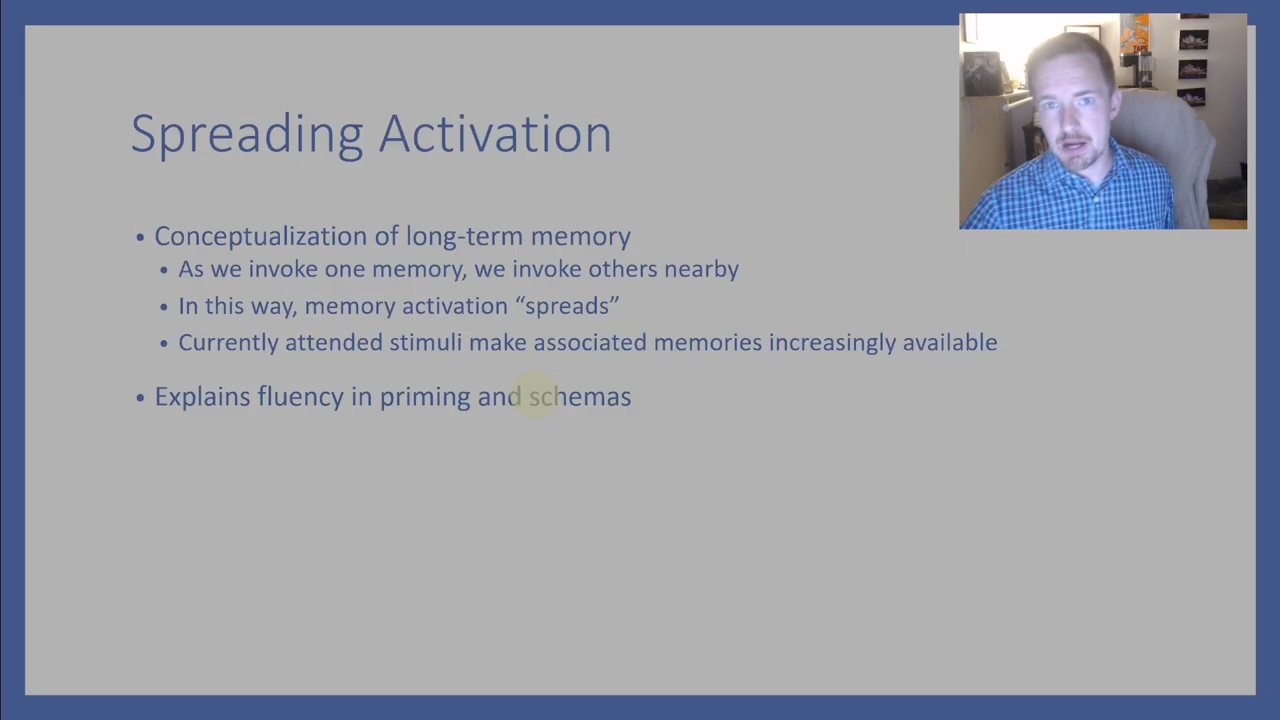 Spreading Activation
• Conceptualization of long-term memory
• As we invoke one memory, we invoke others nearby
• In this way, memory activation “spreads”
• Currently attended stimuli make associated memories increasingly available
• Explains fluency in priming and schemas
TAPE